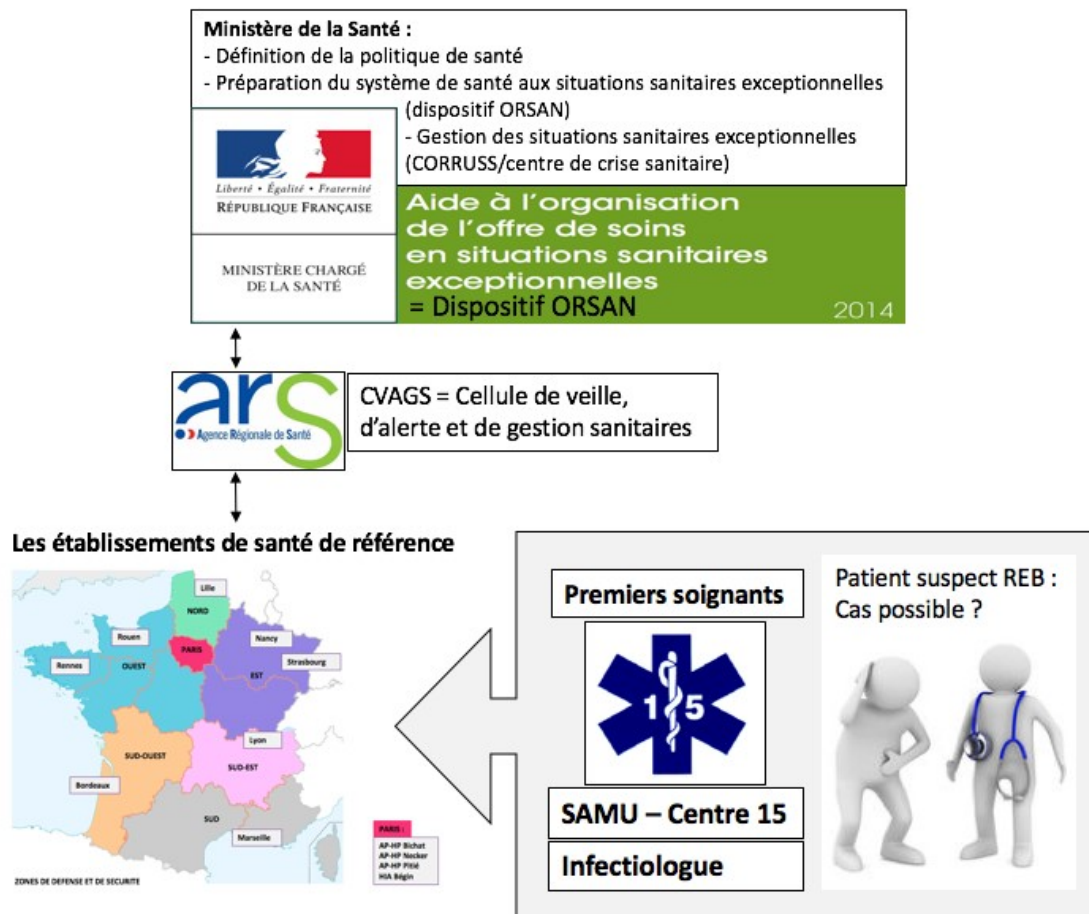 Ministère de la Santé :
- Définition de la politique de santé
- Préparation du système de santé aux situations sanitaires exceptionnelles
(dispositif ORSAN)
- Gestion des situations sanitaires exceptionnelles
(CORRUSS/centre de crise sanitaire)
Liberté • Égalité • Fraternité
RÉPUBLIQUE FRANÇAISE
MINISTÈRE CHARGÉ
DE LA SANTÉ
Aide à l'organisation
de l'offre de soins
en situations sanitaires
exceptionnelles
= Dispositif ORSAN
2014
ars
Agence Régionale de Santé
CVAGS = Cellule de veille,
d'alerte et de gestion sanitaires
Les établissements de santé de référence
Lille
NORD
Rouen
Nancy
PARIS
Strasbourg
Rennes
OUEST
EST
Lyon
SUD-OUEST
SUD-EST
Bordeaux
SUD
Marseille
PARIS :
AP-HP Bichat
AP-HP Necker
AP-HP Pitié
HIA Bégin
ZONES DE DEFENSE ET DE SECURITE
Premiers soignants
15
SAMU – Centre 15
Infectiologue
Patient suspect REB :
Cas possible ?